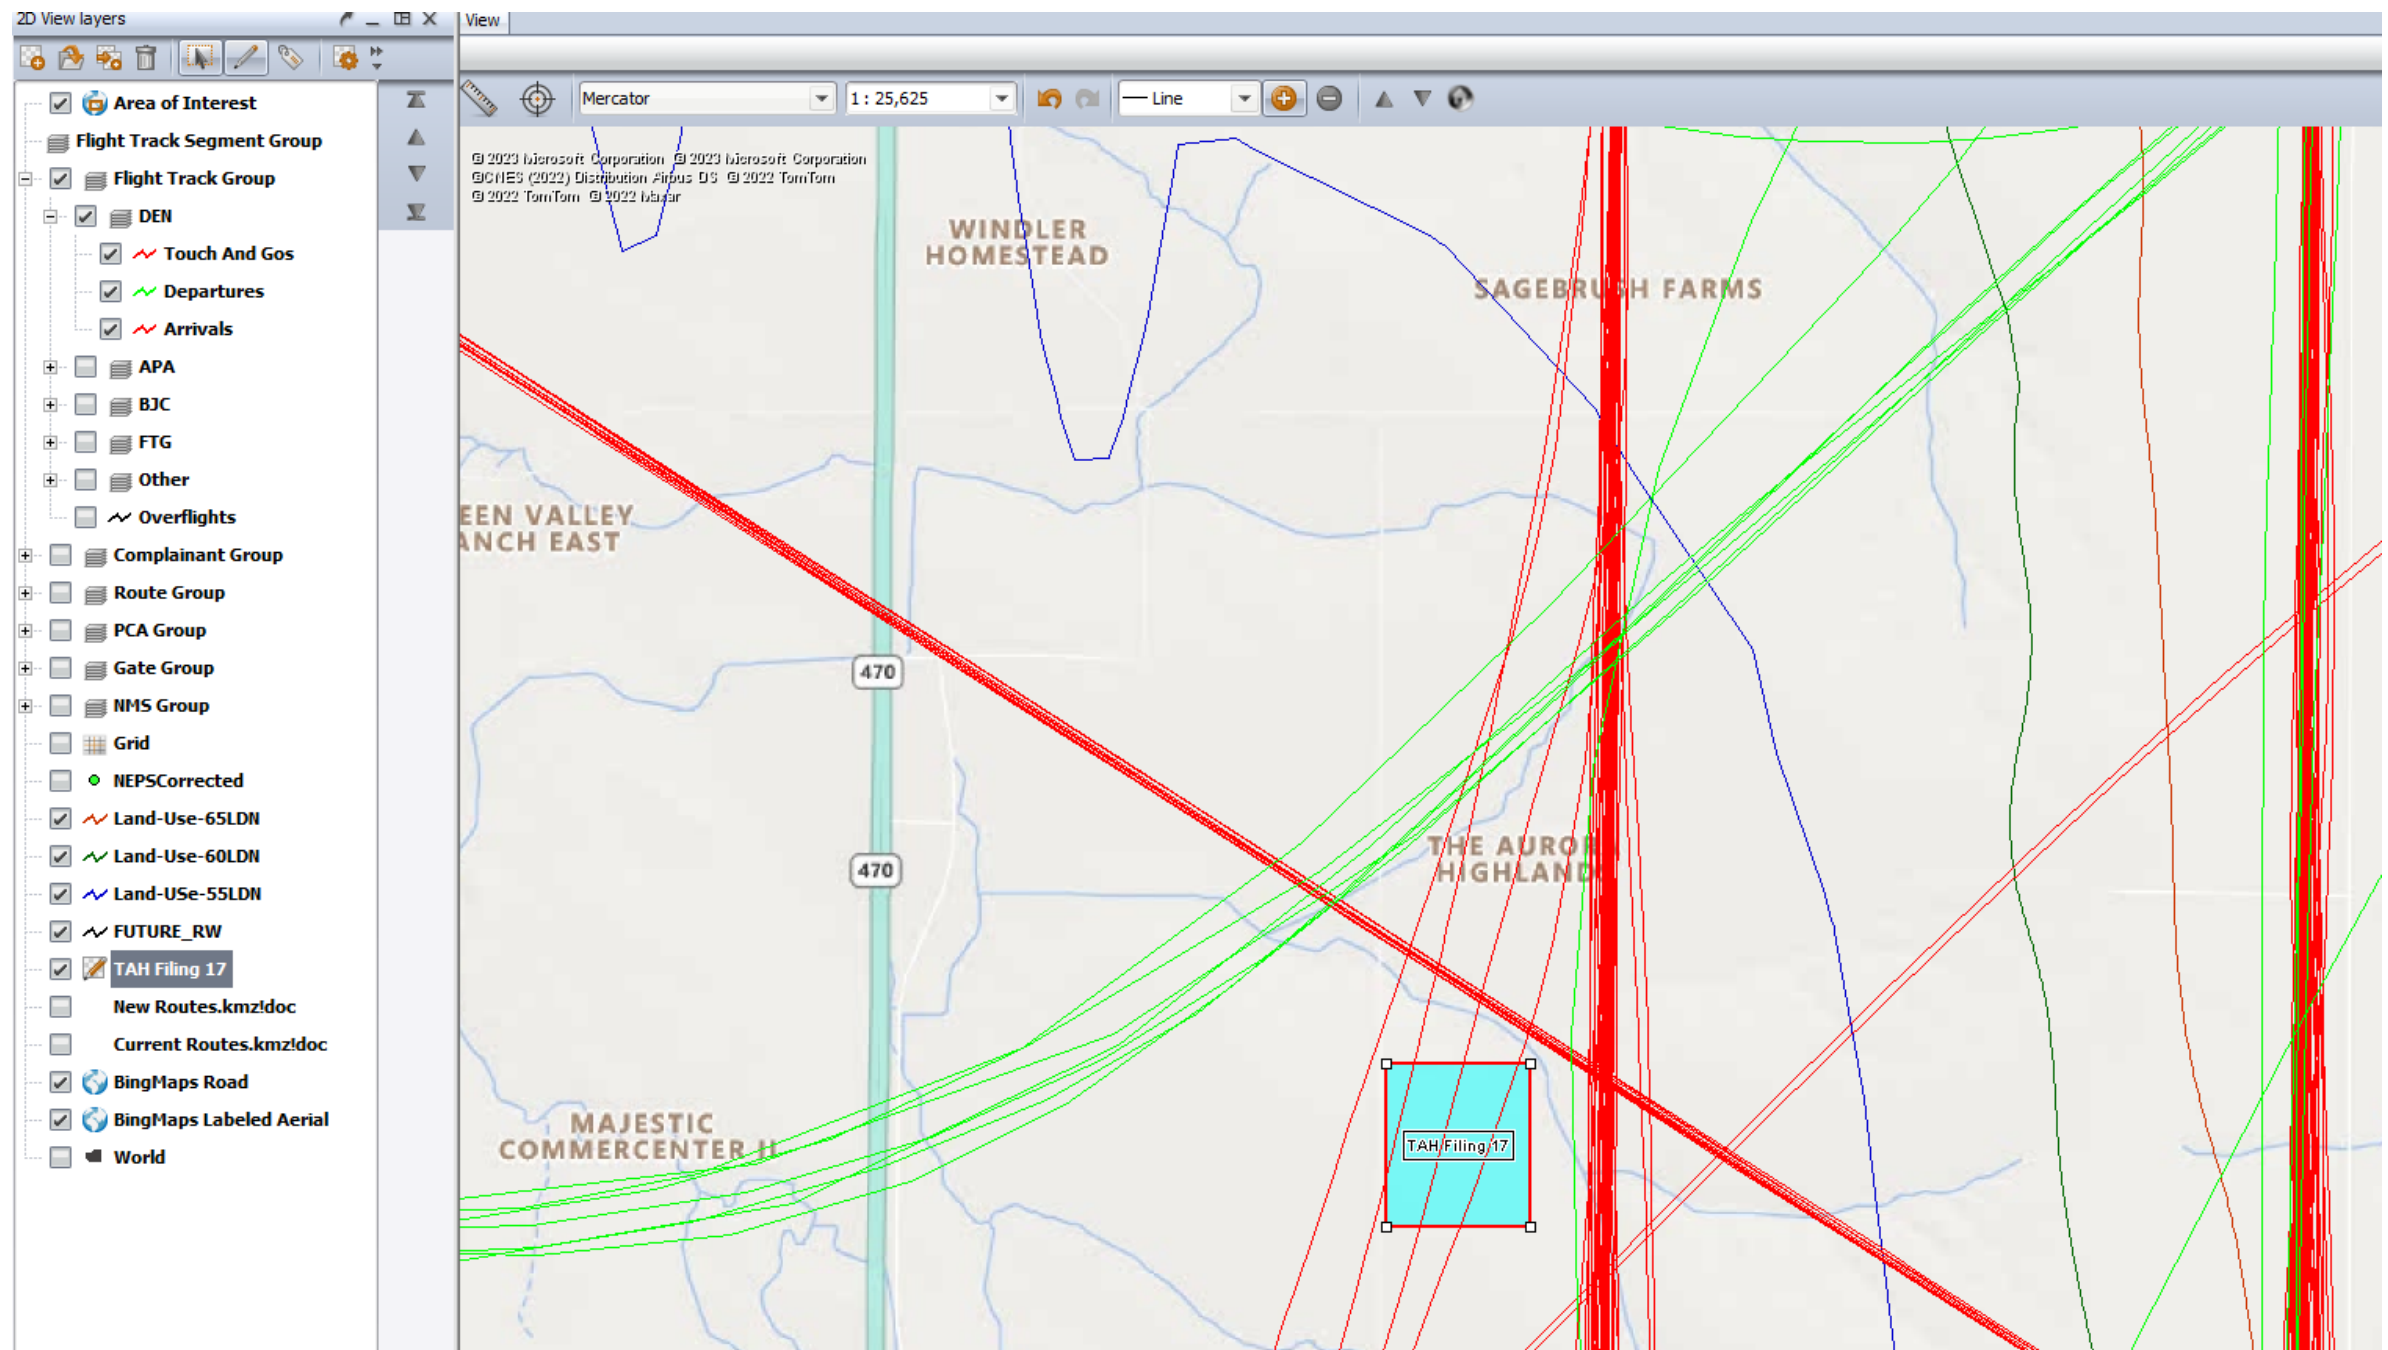 2D View layers
View
Mercator
1 : 25,625
Line
Area of Interest
Flight Track Segment Group
Flight Track Group
DEN
Touch And Gos
Departures
Arrivals
APA
BJC
FTG
Other
Overflights
Complainant Group
Route Group
PCA Group
Gate Group
NMS Group
Grid
NEPSCorrected
Land-Use-65LDN
Land-Use-60LDN
Land-USe-55LDN
FUTURE_RW
TAH Filing 17
New Routes.kmz!doc
Current Routes.kmz!doc
BingMaps Road
BingMaps Labeled Aerial
World
© 2023 Microsoft Corporation © 2023 Microsoft Corporation
©CNES (2022) Distribution Airbus DS © 2022 TomTom
© 2022 TomTom © 2022 Maxar
WINDLER
HOMESTEAD
SAGEBRUSH FARMS
EEN VALLEY
ANCH EAST
470
THE AURORA
HIGHLANDS
470
MAJESTIC
COMMERCENTER II
TAH Filing 17